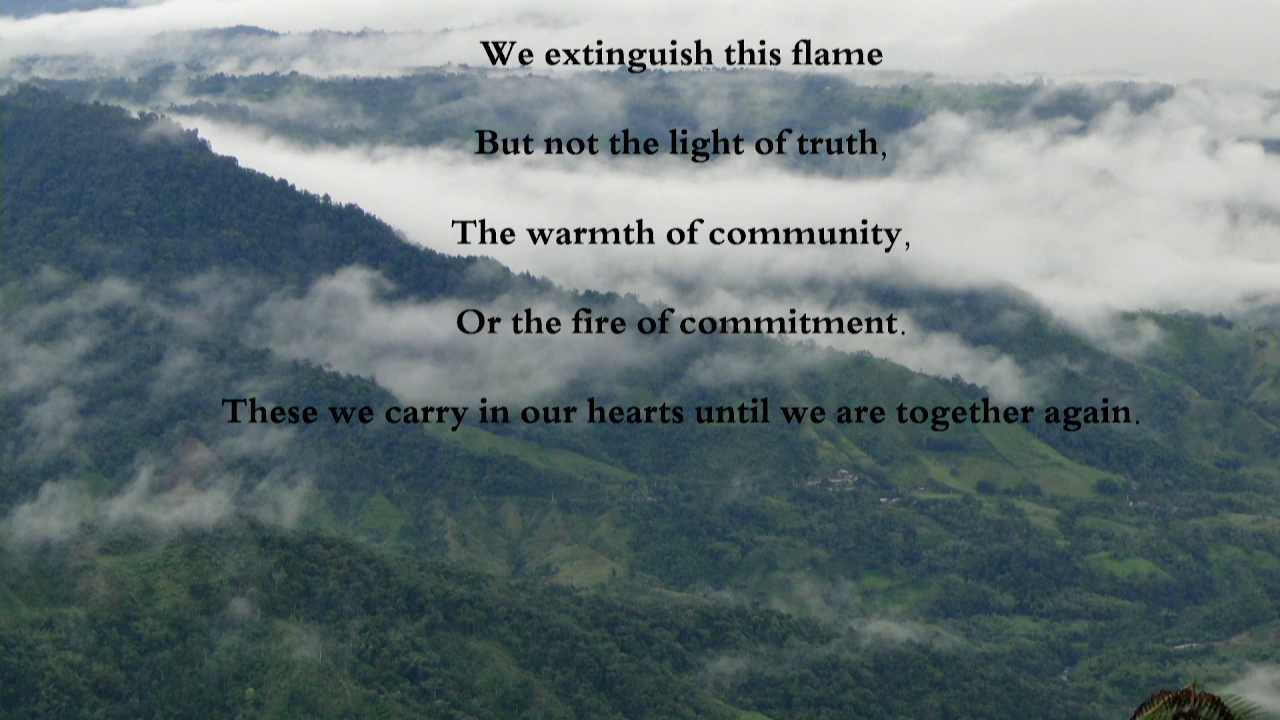 We extinguish this flame
But not the light of truth,
The warmth of community,
Or the fire of commitment.
These we carry in our hearts until we are together again.